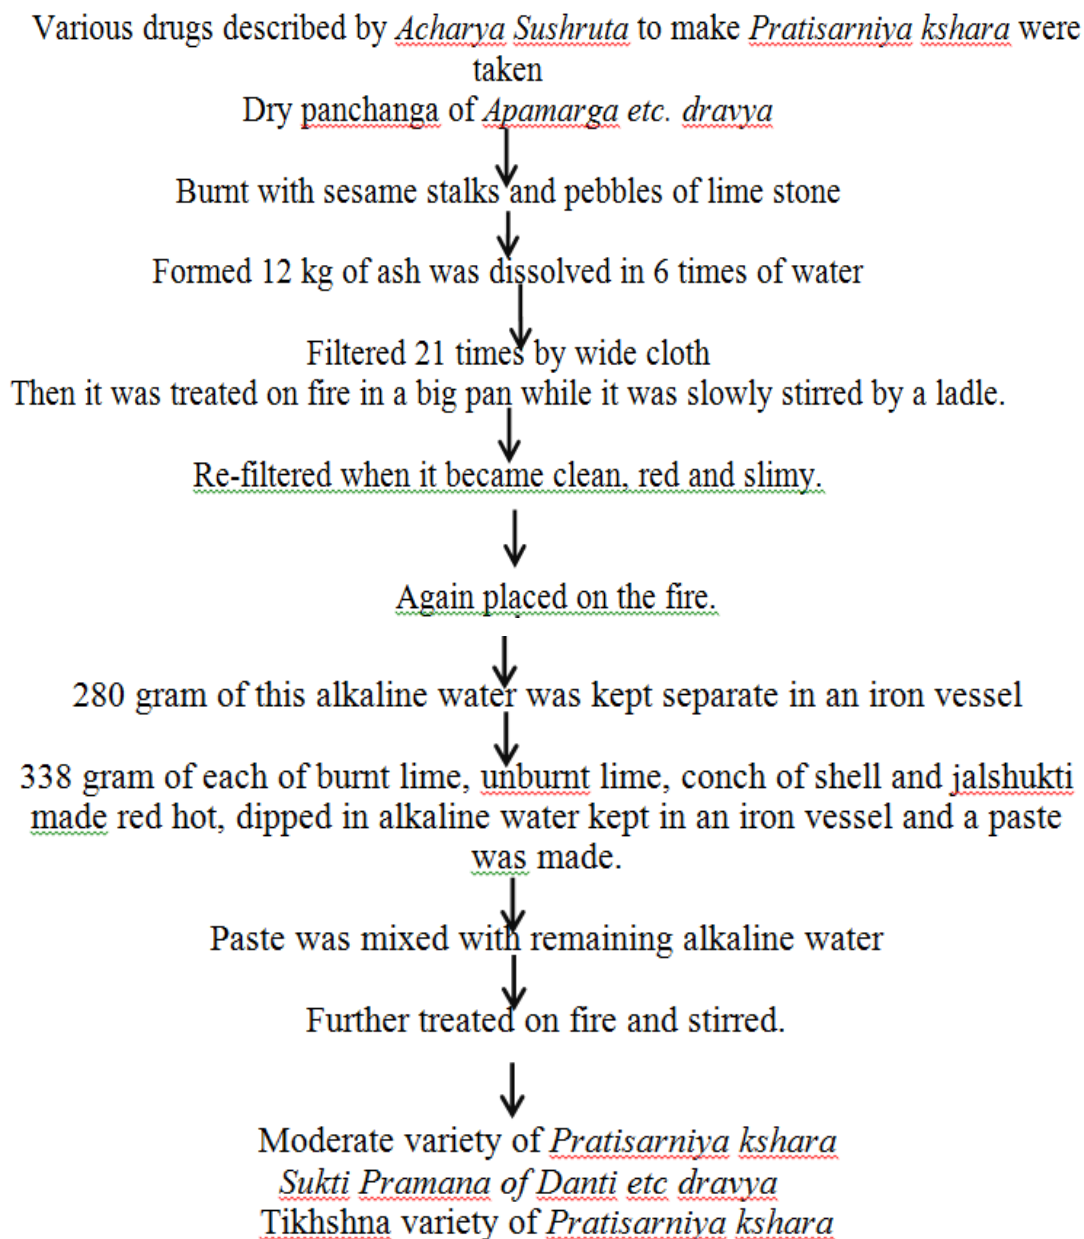 Various drugs described by Acharya Sushruta to make Pratisarniya kshara were
taken
Dry panchanga of Apamarga etc. dravya
Burnt with sesame stalks and pebbles of lime stone
Formed 12 kg of ash was dissolved in 6 times of water
Filtered 21 times by wide cloth
Then it was treated on fire in a big pan while it was slowly stirred by a ladle.
Re-filtered when it became clean, red and slimy.
Again placed on the fire.
280 gram of this alkaline water was kept separate in an iron vessel
338 gram of each of burnt lime, unburnt lime, conch of shell and jalshukti
made red hot, dipped in alkaline water kept in an iron vessel and a paste
was made.
Paste was mixed with remaining alkaline water
Further treated on fire and stirred.
Moderate variety of Pratisarniya kshara
Sukti Pramana of Danti etc dravya
Tikhshna variety of Pratisarniya kshara